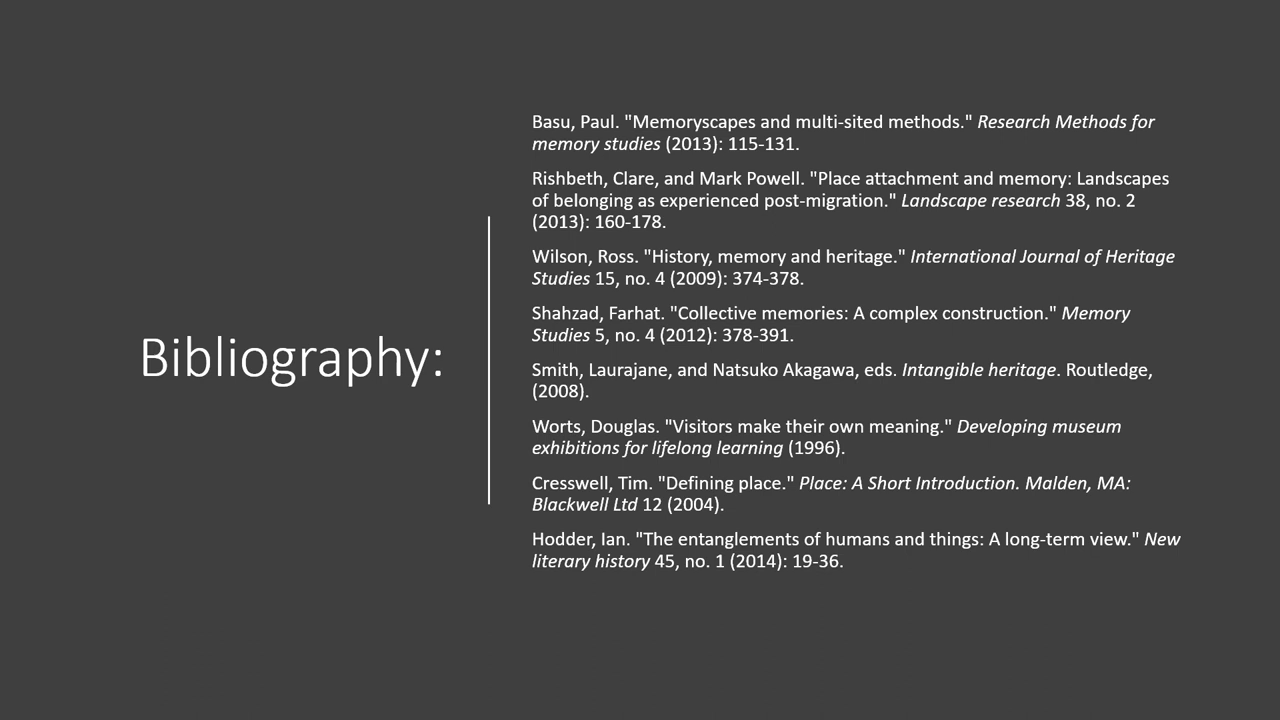 Bibliography:
Basu, Paul. "Memoryscapes and multi-sited methods." Research Methods for
memory studies (2013): 115-131.
Rishbeth, Clare, and Mark Powell. "Place attachment and memory: Landscapes
of belonging as experienced post-migration." Landscape research 38, no. 2
(2013): 160-178.
Wilson, Ross. "History, memory and heritage." International Journal of Heritage
Studies 15, no. 4 (2009): 374-378.
Shahzad, Farhat. "Collective memories: A complex construction." Memory
Studies 5, no. 4 (2012): 378-391.
Smith, Laurajane, and Natsuko Akagawa, eds. Intangible heritage. Routledge,
(2008).
Worts, Douglas. "Visitors make their own meaning." Developing museum
exhibitions for lifelong learning (1996).
Cresswell, Tim. "Defining place." Place: A Short Introduction. Malden, MA:
Blackwell Ltd 12 (2004).
Hodder, Ian. "The entanglements of humans and things: A long-term view." New
literary history 45, no. 1 (2014): 19-36.